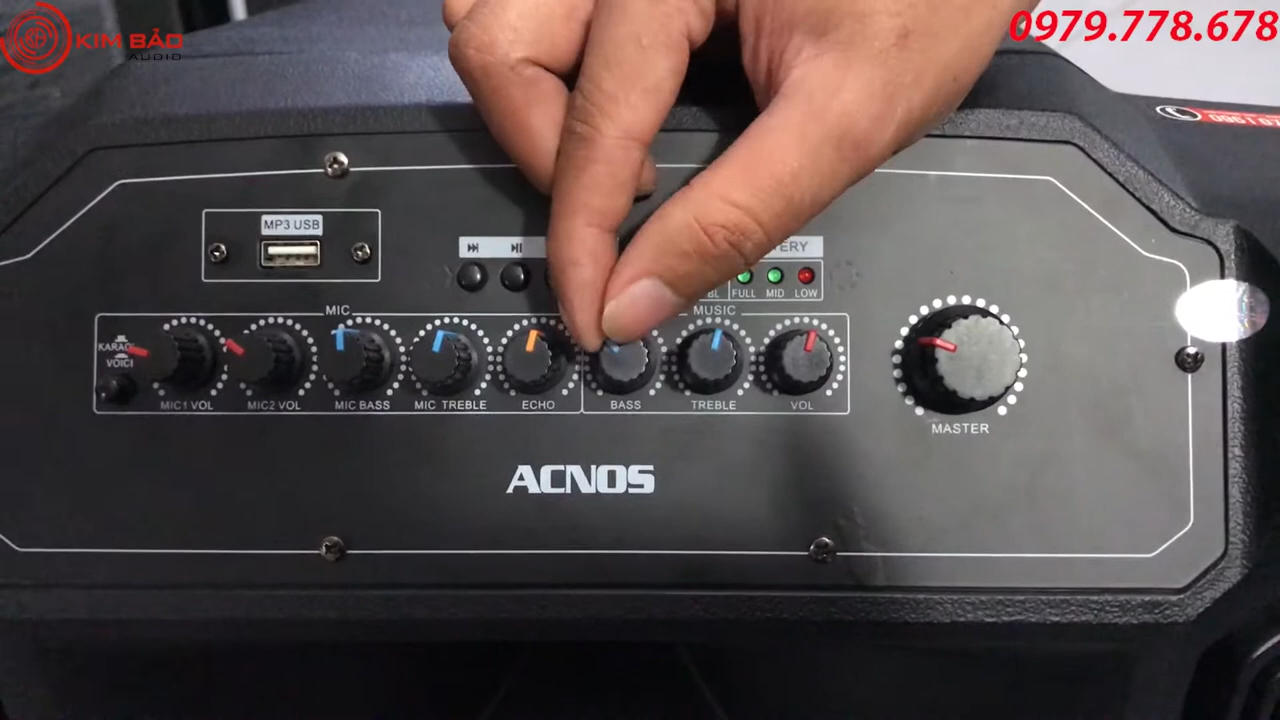 KIM BẢO
AUDIO
0979.778.678
MP3 USB
FULL MID LOW
MIC
MUSIC
VOICE
MIC1 VOL
MIC2 VOL
MIC BASS
MIC TREBLE
ECHO
BASS
TREBLE
VOL
MASTER
ACNOS